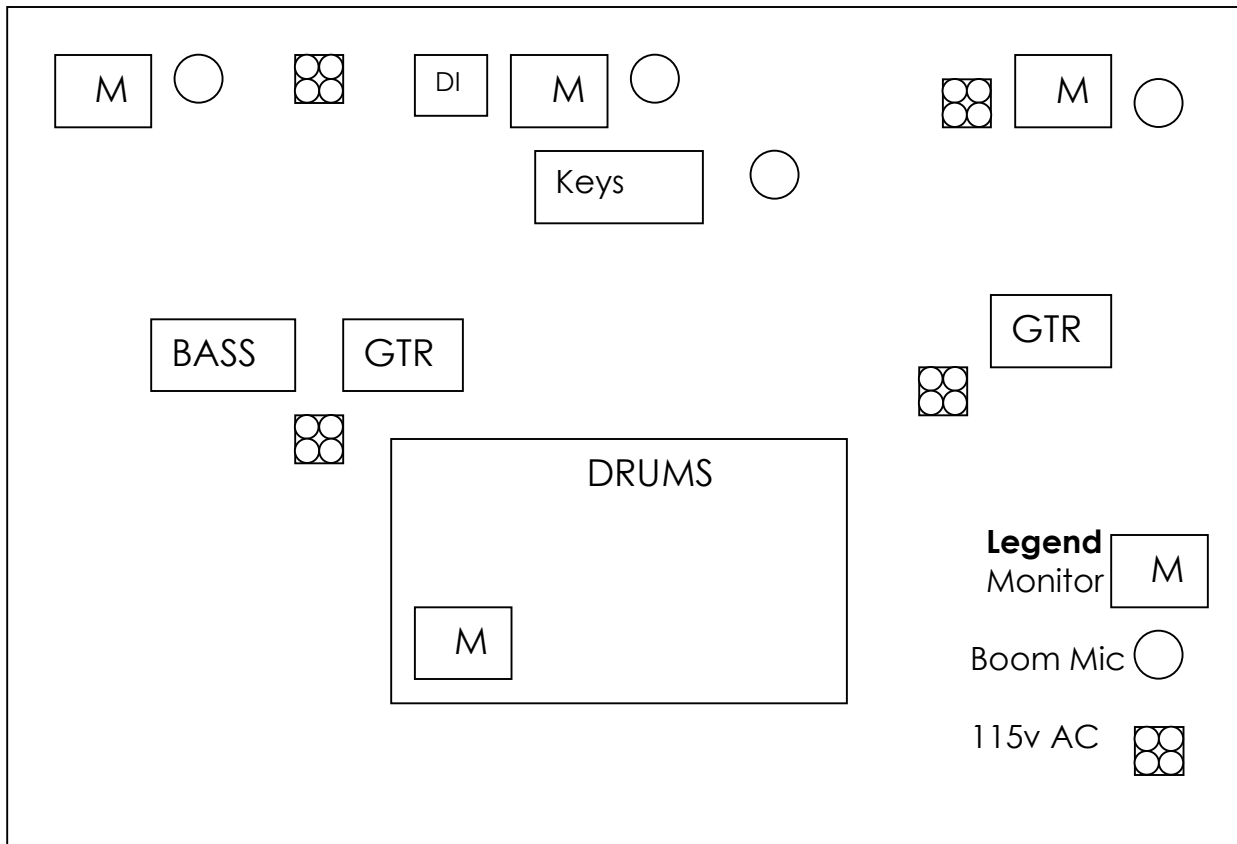 M
DI
M
M
Keys
BASS
GTR
GTR
DRUMS
M
Legend
Monitor
M
Boom Mic
115v AC